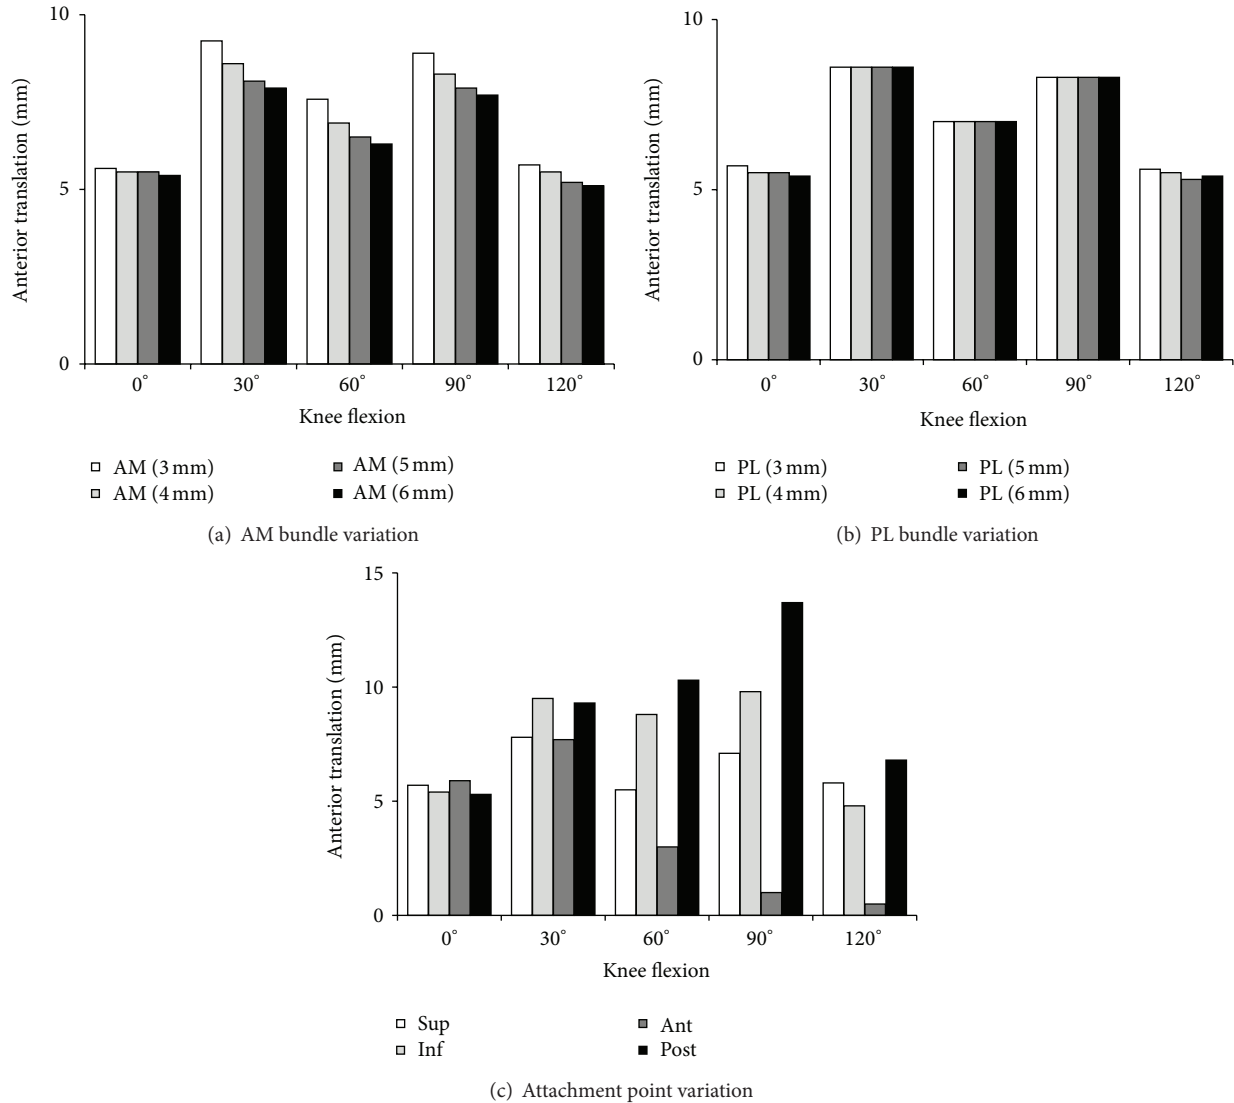 10
5
0
Anterior translation (mm)
0° 30° 60° 90° 120°
Knee flexion
AM (3 mm) AM (5 mm)
AM (4 mm) AM (6 mm)
(a) AM bundle variation
10
5
0
Anterior translation (mm)
0° 30° 60° 90° 120°
Knee flexion
PL (3 mm) PL (5 mm)
PL (4 mm) PL (6 mm)
(b) PL bundle variation
15
10
5
0
Anterior translation (mm)
0° 30° 60° 90° 120°
Knee flexion
Sup Ant
Inf Post
(c) Attachment point variation